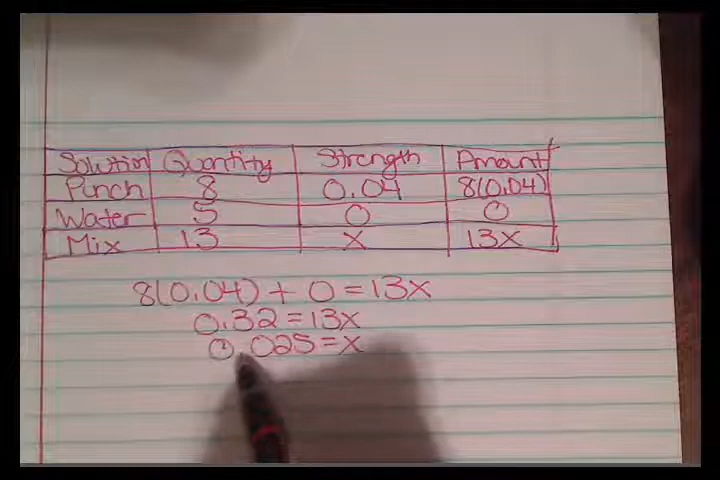 Solution Quantity Strength Amount
Punch 8 0.04 8(0.04)
Water 5 0 0
Mix 13 x 13x
8(0.04) + 0 = 13x
0.32 = 13x
0.025 = x